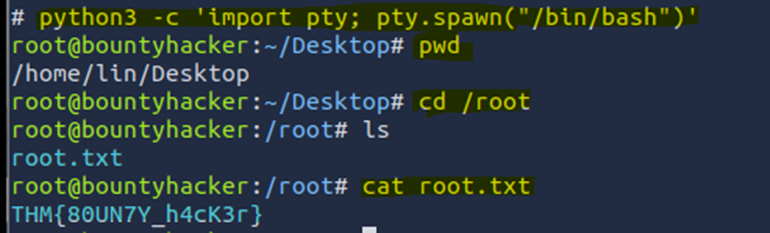 # python3 -c 'import pty; pty.spawn("/bin/bash")'
root@bountyhacker:~/Desktop# pwd
/home/lin/Desktop
root@bountyhacker:~/Desktop# cd /root
root@bountyhacker:/root# ls
root.txt
root@bountyhacker:/root# cat root.txt
THM{80UN7Y_h4cK3r}